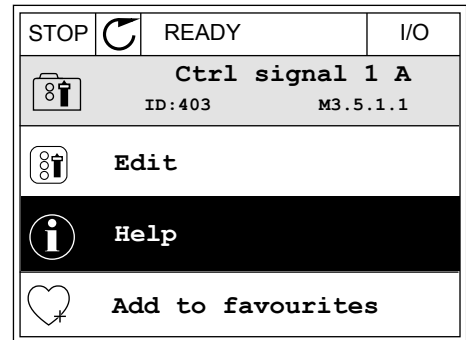 STOP READY I/O
Ctrl signal 1 A
ID:403 M3.5.1.1
Edit
Help
Add to favourites